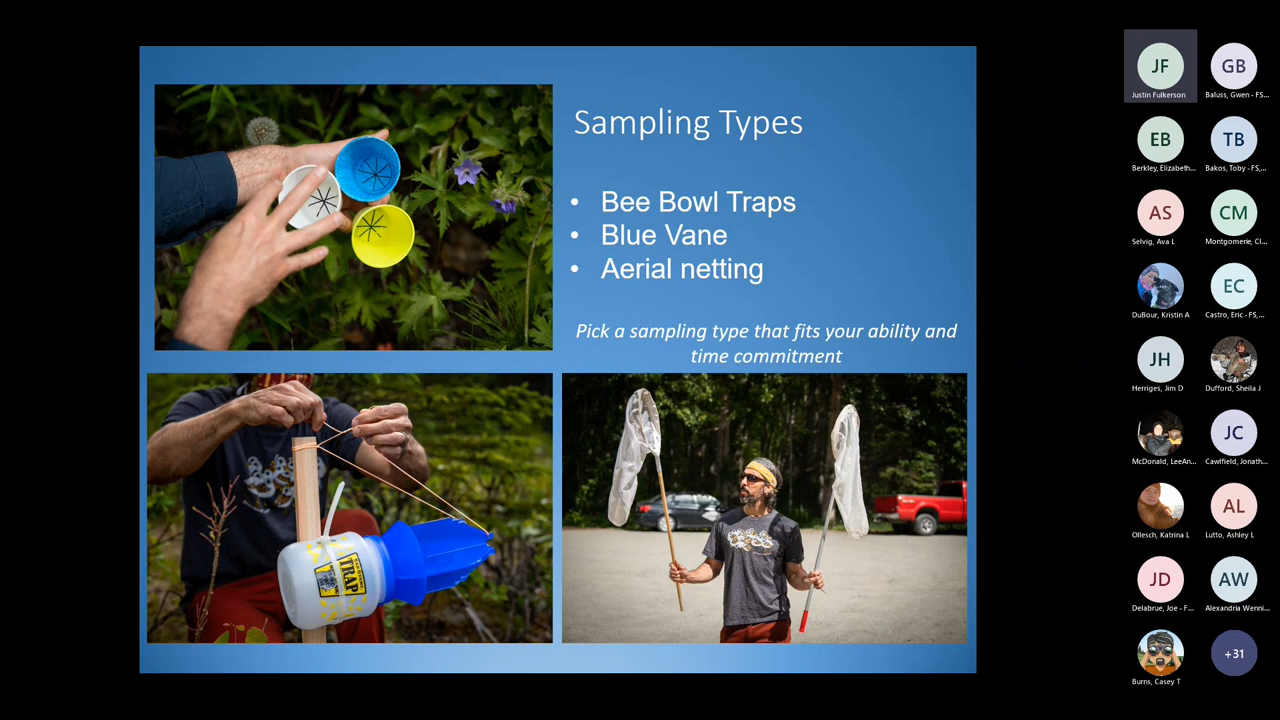 Sampling Types
• Bee Bowl Traps
• Blue Vane
• Aerial netting
Pick a sampling type that fits your ability and
time commitment
TRAP
JF
Justin Fulkerson
GB
Baluss, Gwen - FS...
EB
Berkley, Elizabeth...
TB
Bakos, Toby - FS,...
AS
Selvig, Ava L
CM
Montgomerie, Cl...
DuBour, Kristin A
EC
Castro, Eric - FS,...
JH
Herriges, Jim D
Dufford, Sheila J
McDonald, LeeAn...
JC
Cawlfield, Jonath...
Ollesch, Katrina L
AL
Lutto, Ashley L
JD
Delabrue, Joe - F...
AW
Alexandria Wenni...
Burns, Casey T
+31